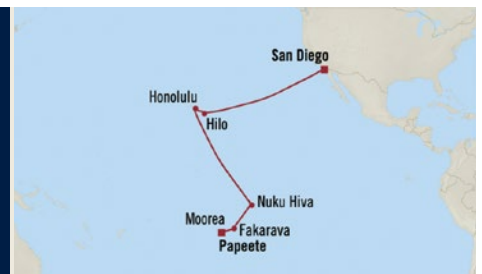 San Diego
Honolulu
Hilo
Nuku Hiva
Moorea
Fakarava
Papeete